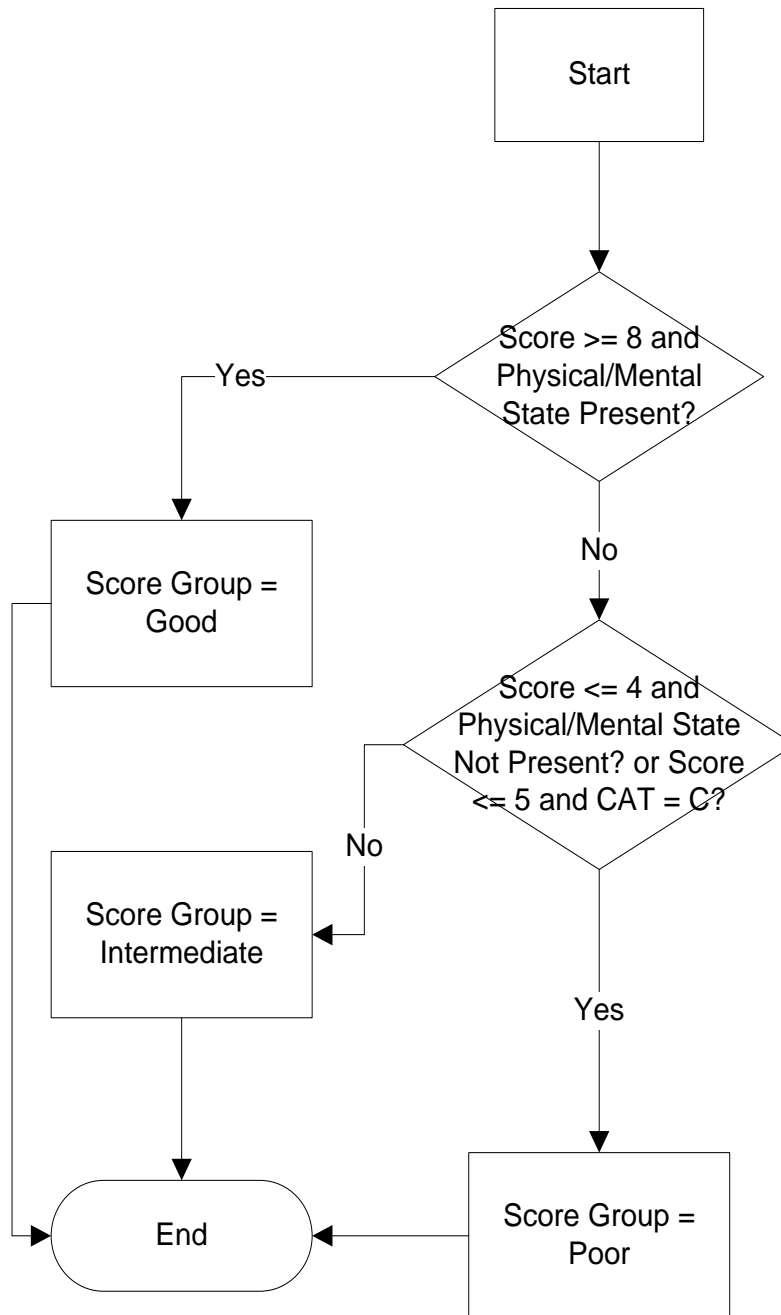 Start
Score >= 8 and
Physical/Mental
State Present?
Yes
No
Score Group =
Good
Score <= 4 and
Physical/Mental State
Not Present? or Score
<= 5 and CAT = C?
No
Score Group =
Intermediate
Yes
End
Score Group =
Poor